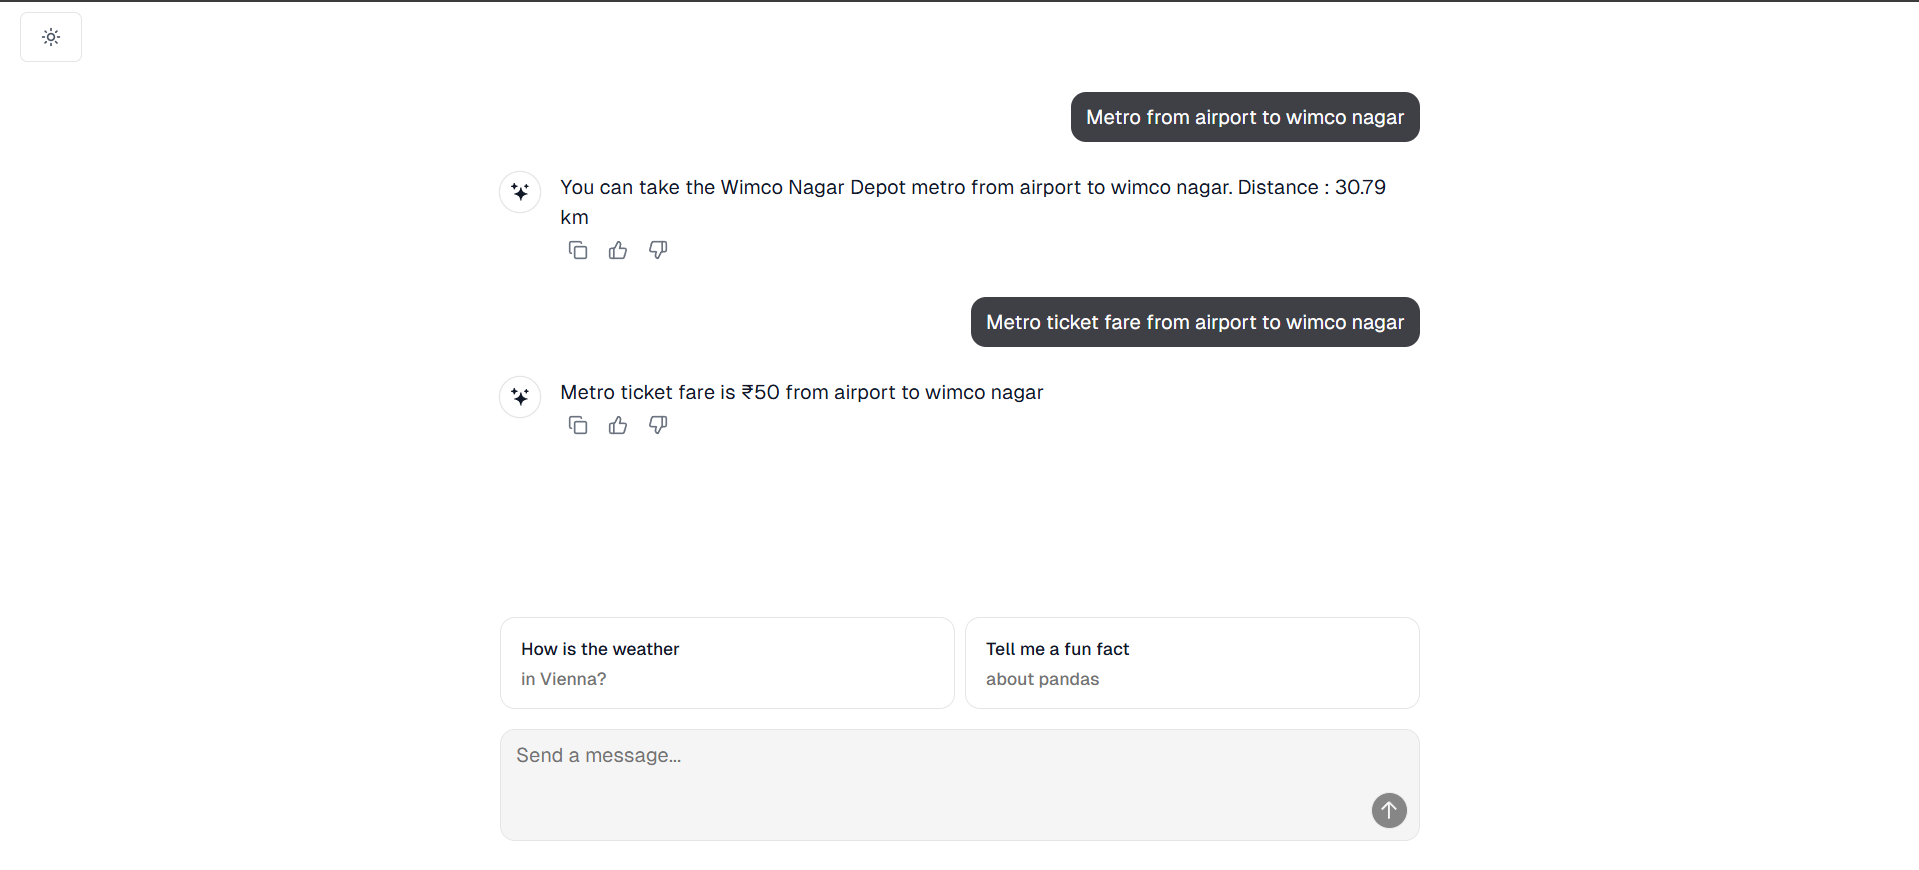 Metro from airport to wimco nagar
You can take the Wimco Nagar Depot metro from airport to wimco nagar. Distance : 30.79
km
Metro ticket fare from airport to wimco nagar
Metro ticket fare is ₹50 from airport to wimco nagar
How is the weather
in Vienna?
Tell me a fun fact
about pandas
Send a message...